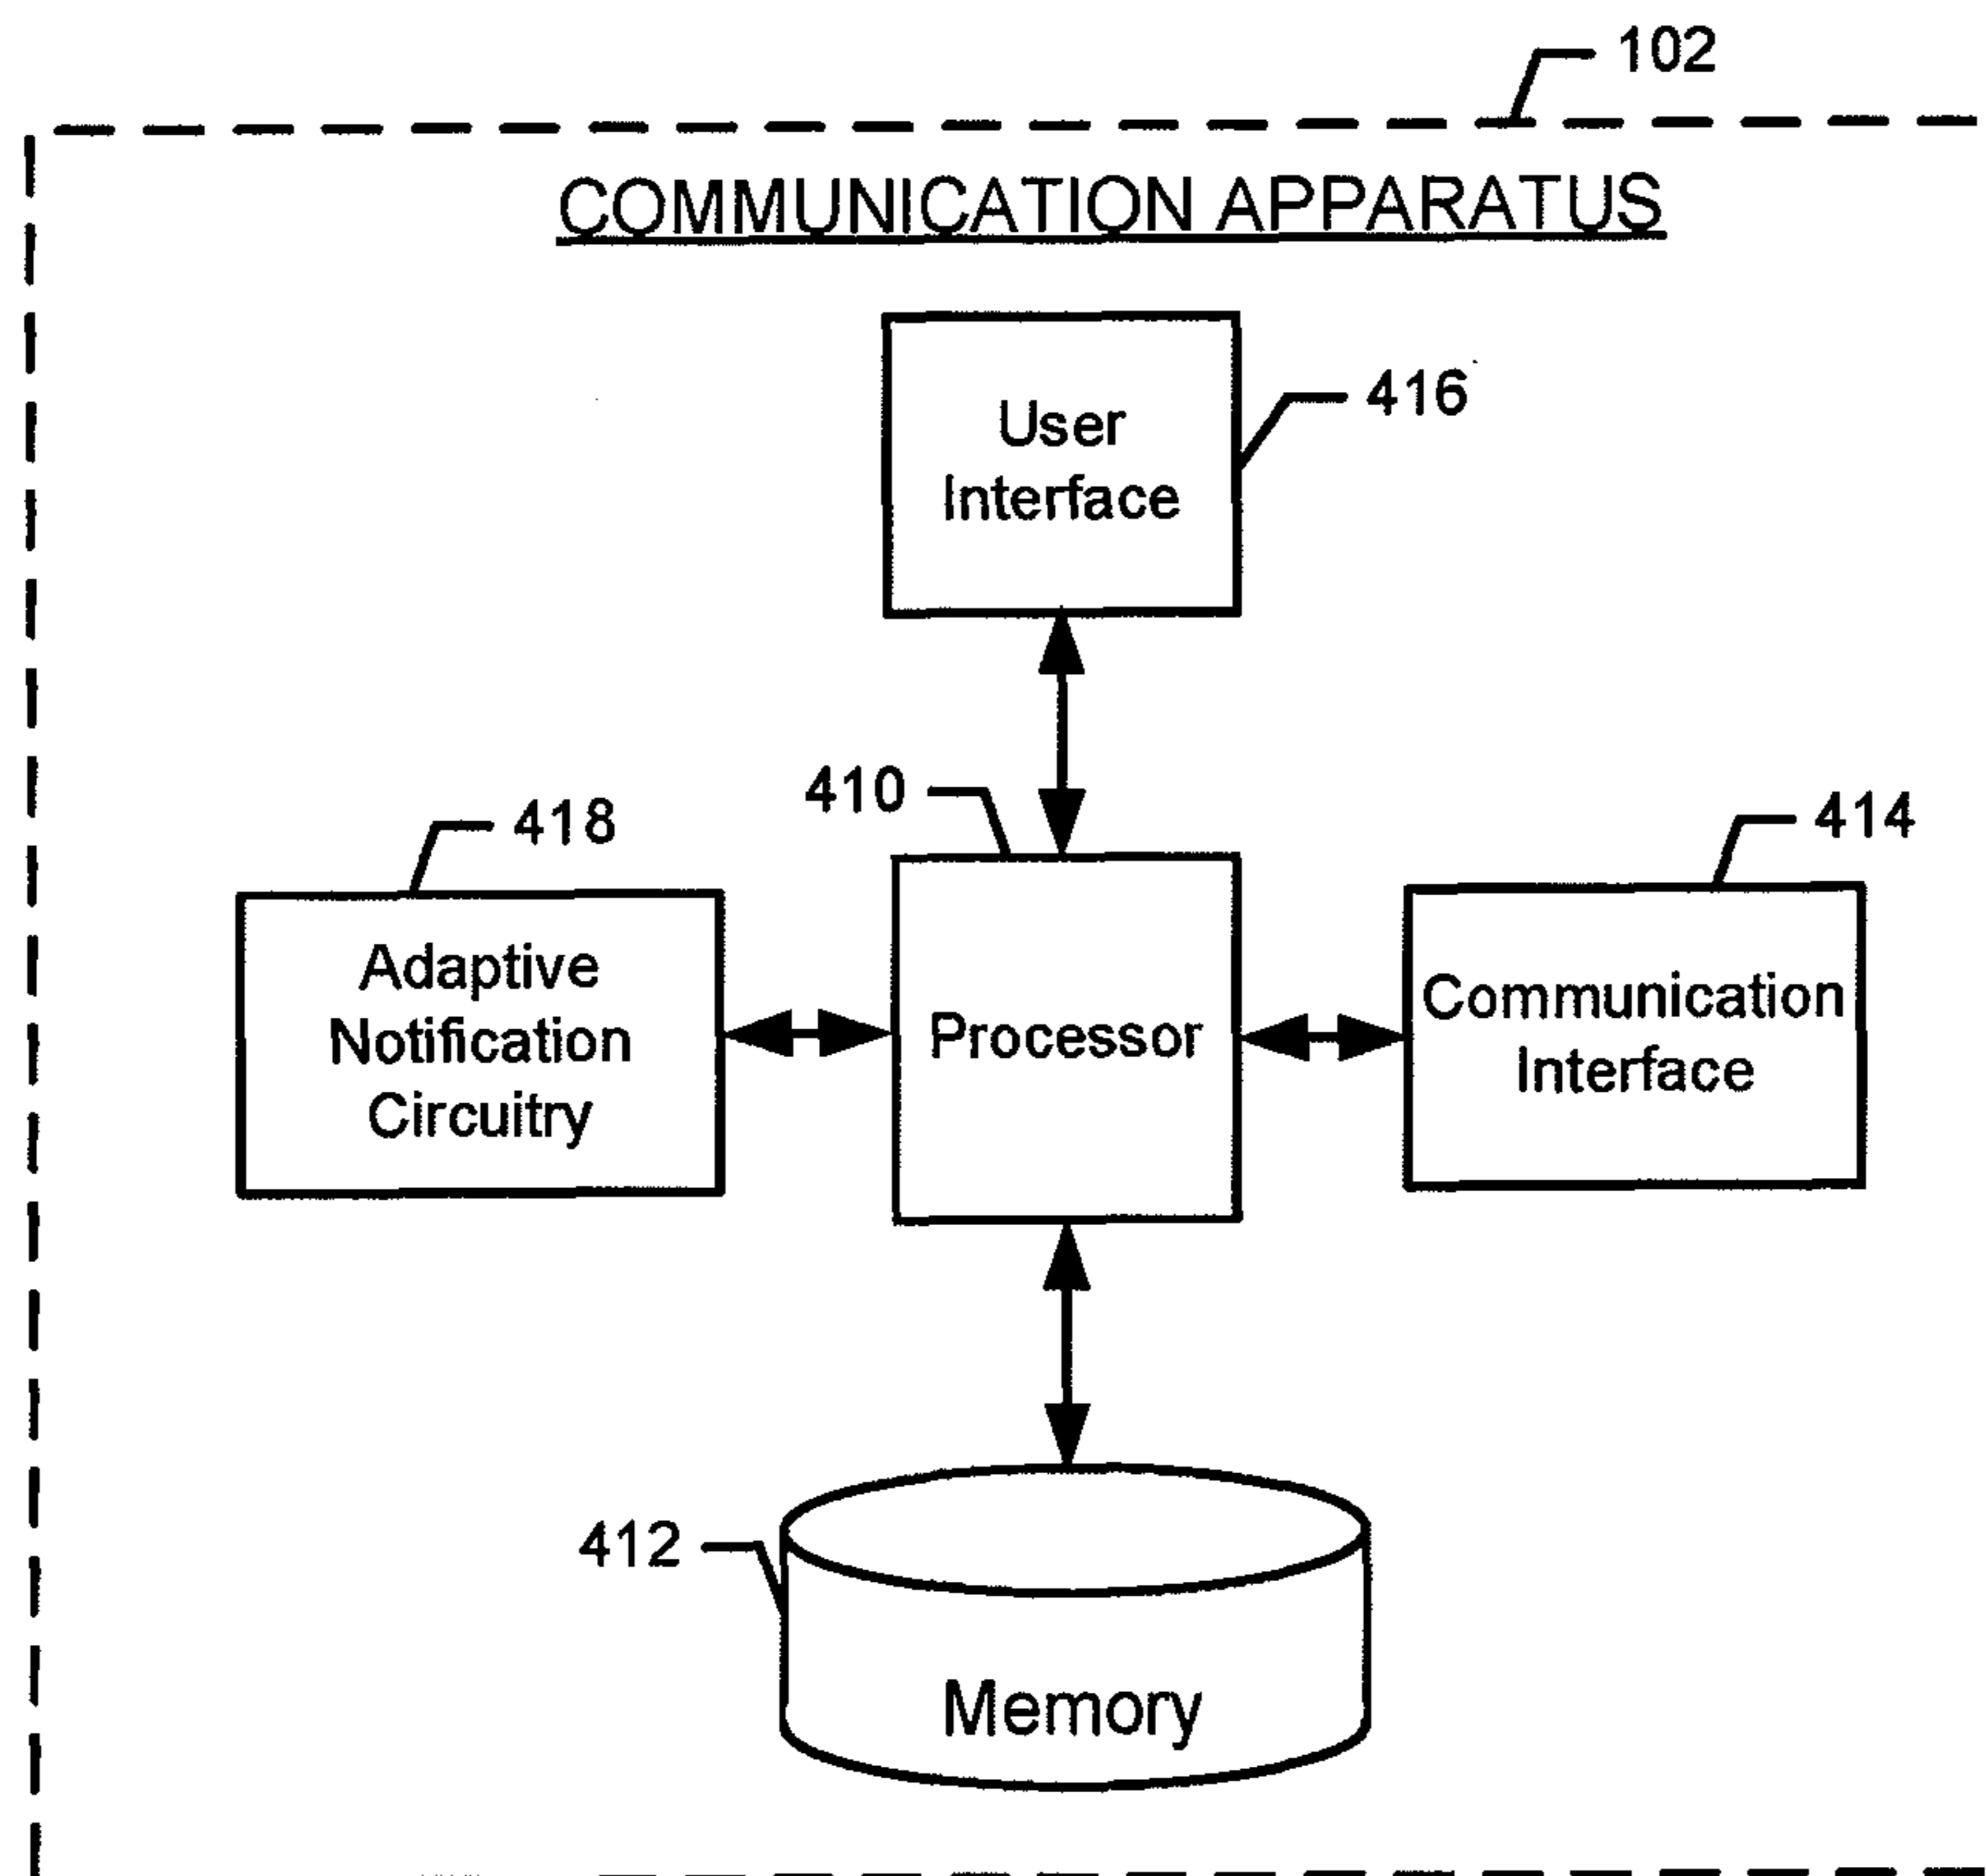 102
COMMUNICATION APPARATUS
User
Interface
416
410
418
414
Adaptive
Notification
Circuitry
Processor
Communication
Interface
412
Memory